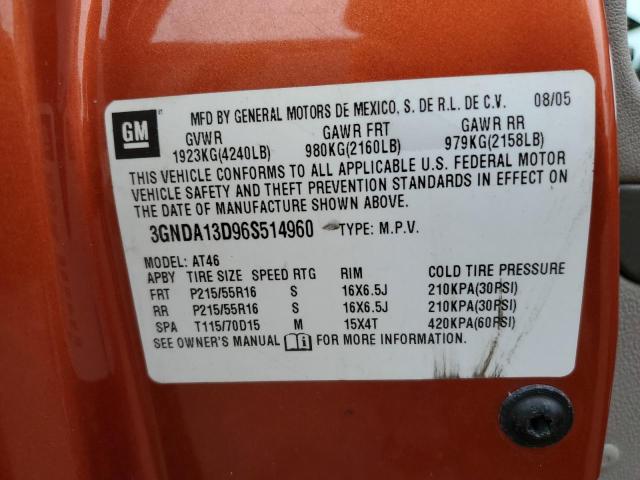 MFD BY GENERAL MOTORS DE MEXICO, S. DE R.L. DE C.V. 08/05
GM
GVWR GAWR FRT GAWR RR
1923KG(4240LB) 980KG(2160LB) 979KG(2158LB)
THIS VEHICLE CONFORMS TO ALL APPLICABLE U.S. FEDERAL MOTOR
VEHICLE SAFETY AND THEFT PREVENTION STANDARDS IN EFFECT ON
THE DATE OF MANUFACTURE SHOWN ABOVE.
3GNDA13D96S514960 TYPE: M.P.V.
MODEL: AT46
APBY TIRE SIZE SPEED RTG RIM COLD TIRE PRESSURE
FRT P215/55R16 S 16X6.5J 210KPA(30PSI)
RR P215/55R16 S 16X6.5J 210KPA(30PSI)
SPA T115/70D15 M 15X4T 420KPA(60PSI)
SEE OWNER'S MANUAL FOR MORE INFORMATION.